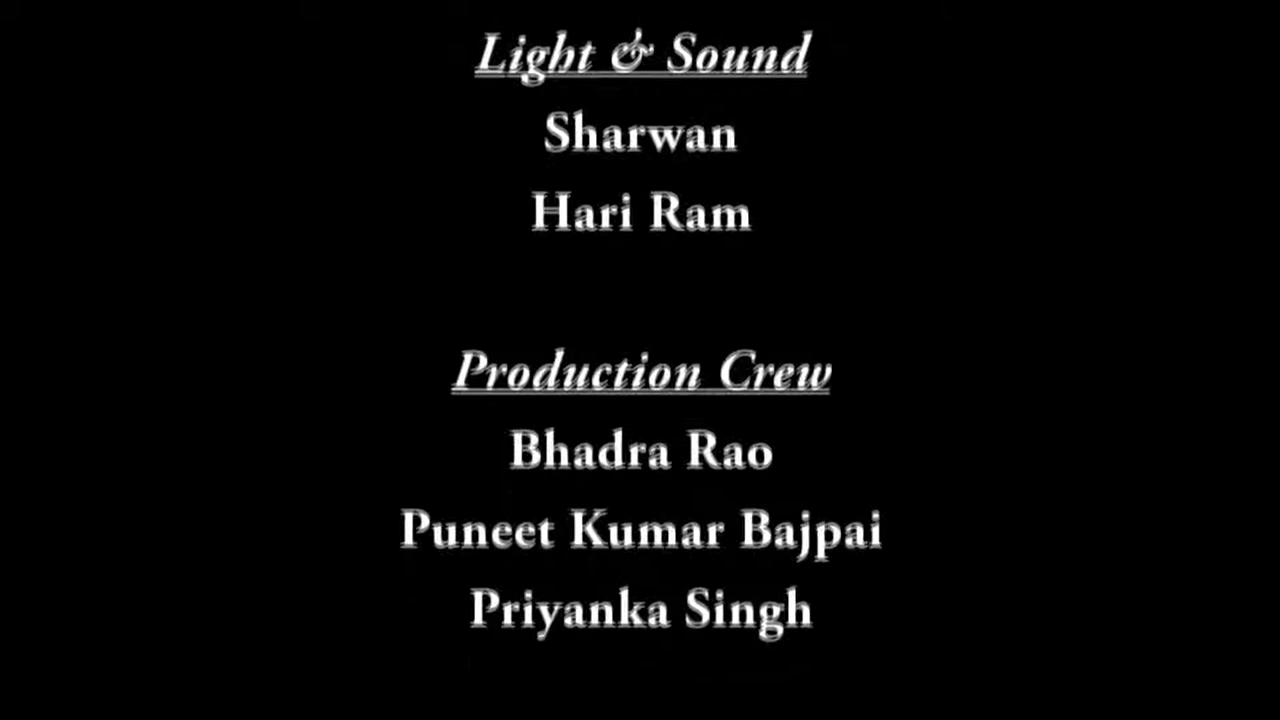 Light & Sound
Sharwan
Hari Ram
Production Crew
Bhadra Rao
Puneet Kumar Bajpai
Priyanka Singh